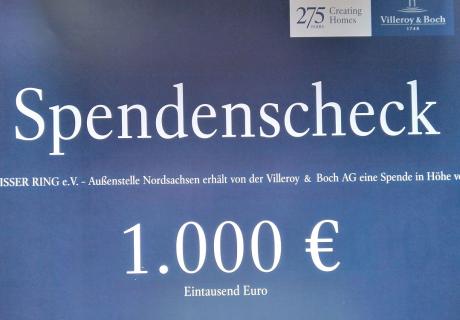 275 Creating
YEARS Homes
Villeroy & Boch
1748
Spendenscheck
ISSER RING e.V. - Außenstelle Nordsachsen erhält von der Villeroy & Boch AG eine Spende in Höhe v
1.000 €
Eintausend Euro